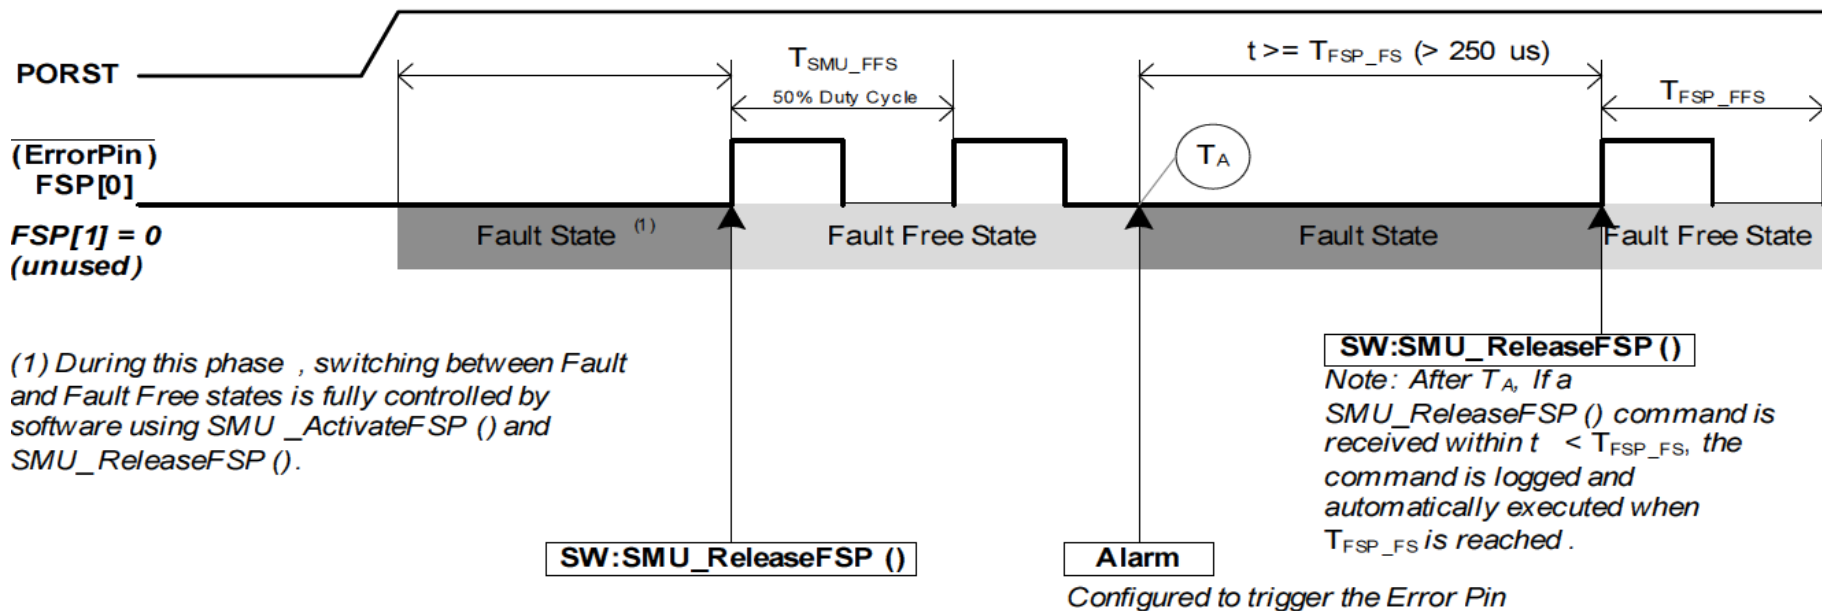 PORST
T_SMU_FFS
50% Duty Cycle
t >= T_FSP_FS (> 250 us)
T_FSP_FFS
(ErrorPin)
FSP[0]
T_A
FSP[1] = 0
(unused)
Fault State (1)
Fault Free State
Fault State
Fault Free State
(1) During this phase , switching between Fault
and Fault Free states is fully controlled by
software using SMU _ActivateFSP () and
SMU_ReleaseFSP ().
SW:SMU_ReleaseFSP ()
Alarm
Configured to trigger the Error Pin
SW:SMU_ReleaseFSP ()
Note: After T_A, If a
SMU_ReleaseFSP () command is
received within t < T_FSP_FS, the
command is logged and
automatically executed when
T_FSP_FS is reached .